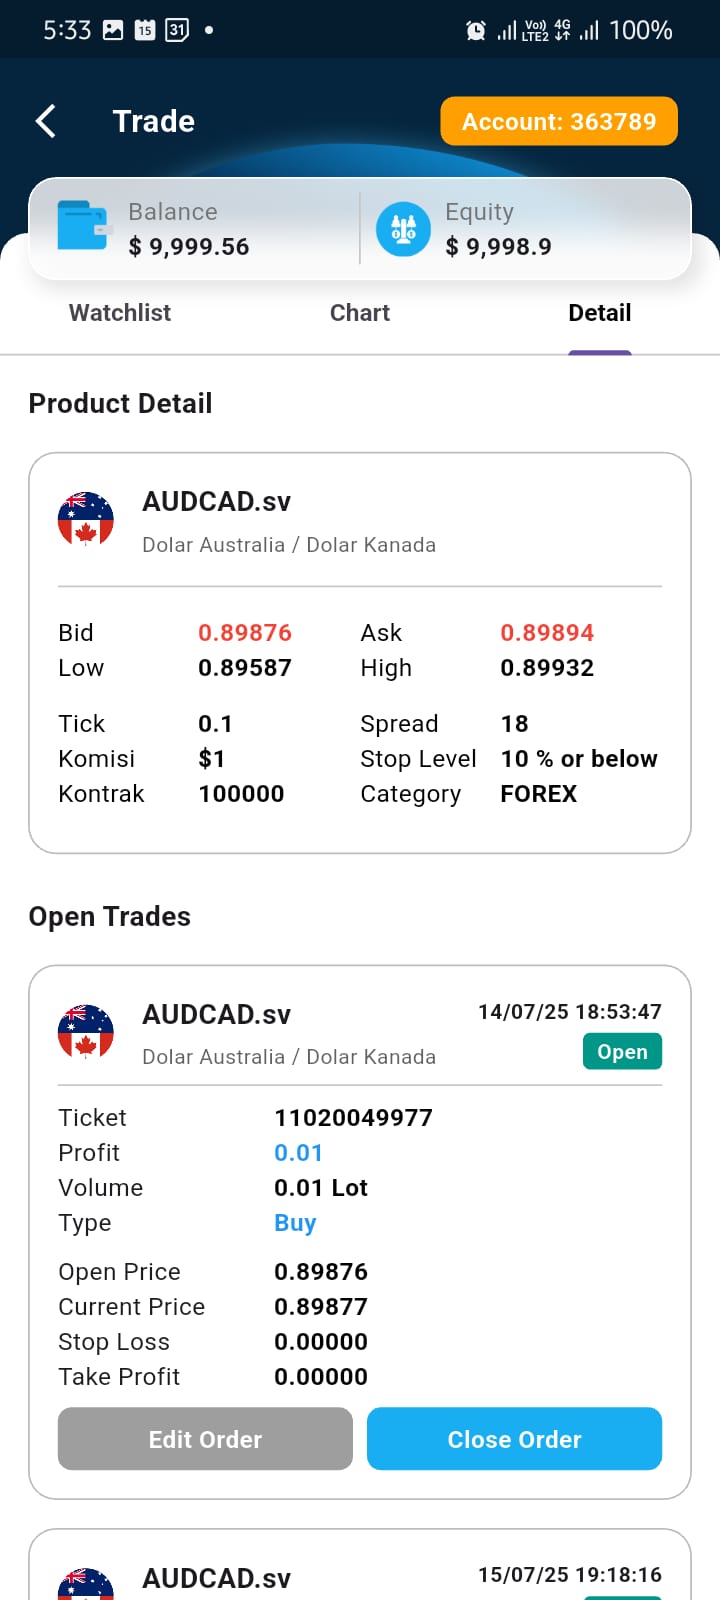 5:33 15 31 Vo)) LTE2 4G 100%
Trade Account: 363789
Balance Equity
$ 9,999.56 $ 9,998.9
Watchlist Chart Detail
Product Detail
AUDCAD.sv
Dolar Australia / Dolar Kanada
Bid 0.89876 Ask 0.89894
Low 0.89587 High 0.89932
Tick 0.1 Spread 18
Komisi $1 Stop Level 10 % or below
Kontrak 100000 Category FOREX
Open Trades
AUDCAD.sv 14/07/25 18:53:47
Dolar Australia / Dolar Kanada Open
Ticket 11020049977
Profit 0.01
Volume 0.01 Lot
Type Buy
Open Price 0.89876
Current Price 0.89877
Stop Loss 0.00000
Take Profit 0.00000
Edit Order Close Order
AUDCAD.sv 15/07/25 19:18:16